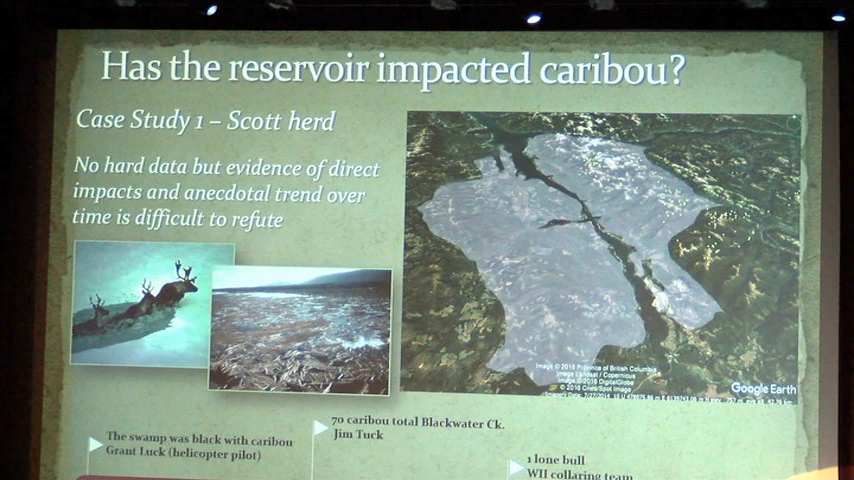 Has the reservoir impacted caribou?
Case Study 1 – Scott herd
No hard data but evidence of direct
impacts and anecdotal trend over
time is difficult to refute
Image © 2016 Province of British Columbia
Image Landsat / Copernicus
Image © 2016 DigitalGlobe
© 2016 Cnes/Spot Image
Google Earth
70 caribou total Blackwater Ck.
Jim Tuck
The swamp was black with caribou
Grant Luck (helicopter pilot)
1 lone bull
WII collaring team